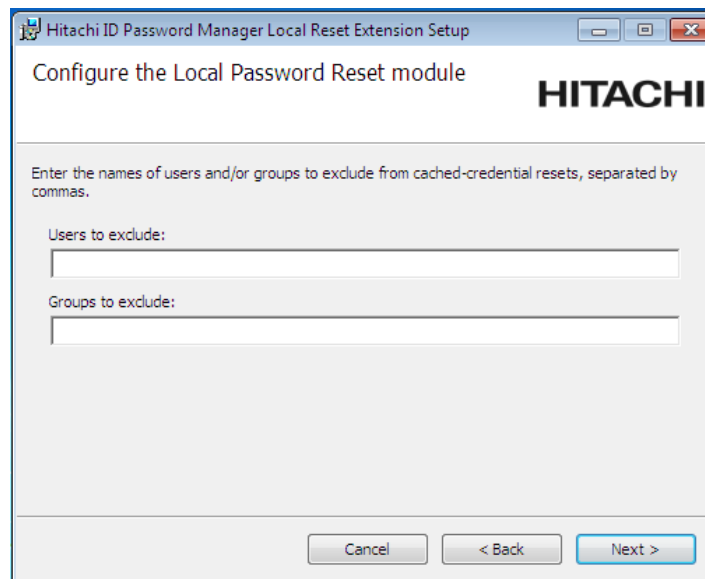 Hitachi ID Password Manager Local Reset Extension Setup
Configure the Local Password Reset module
HITACHI
Enter the names of users and/or groups to exclude from cached-credential resets, separated by
commas.
Users to exclude:
Groups to exclude:
Cancel
< Back
Next >